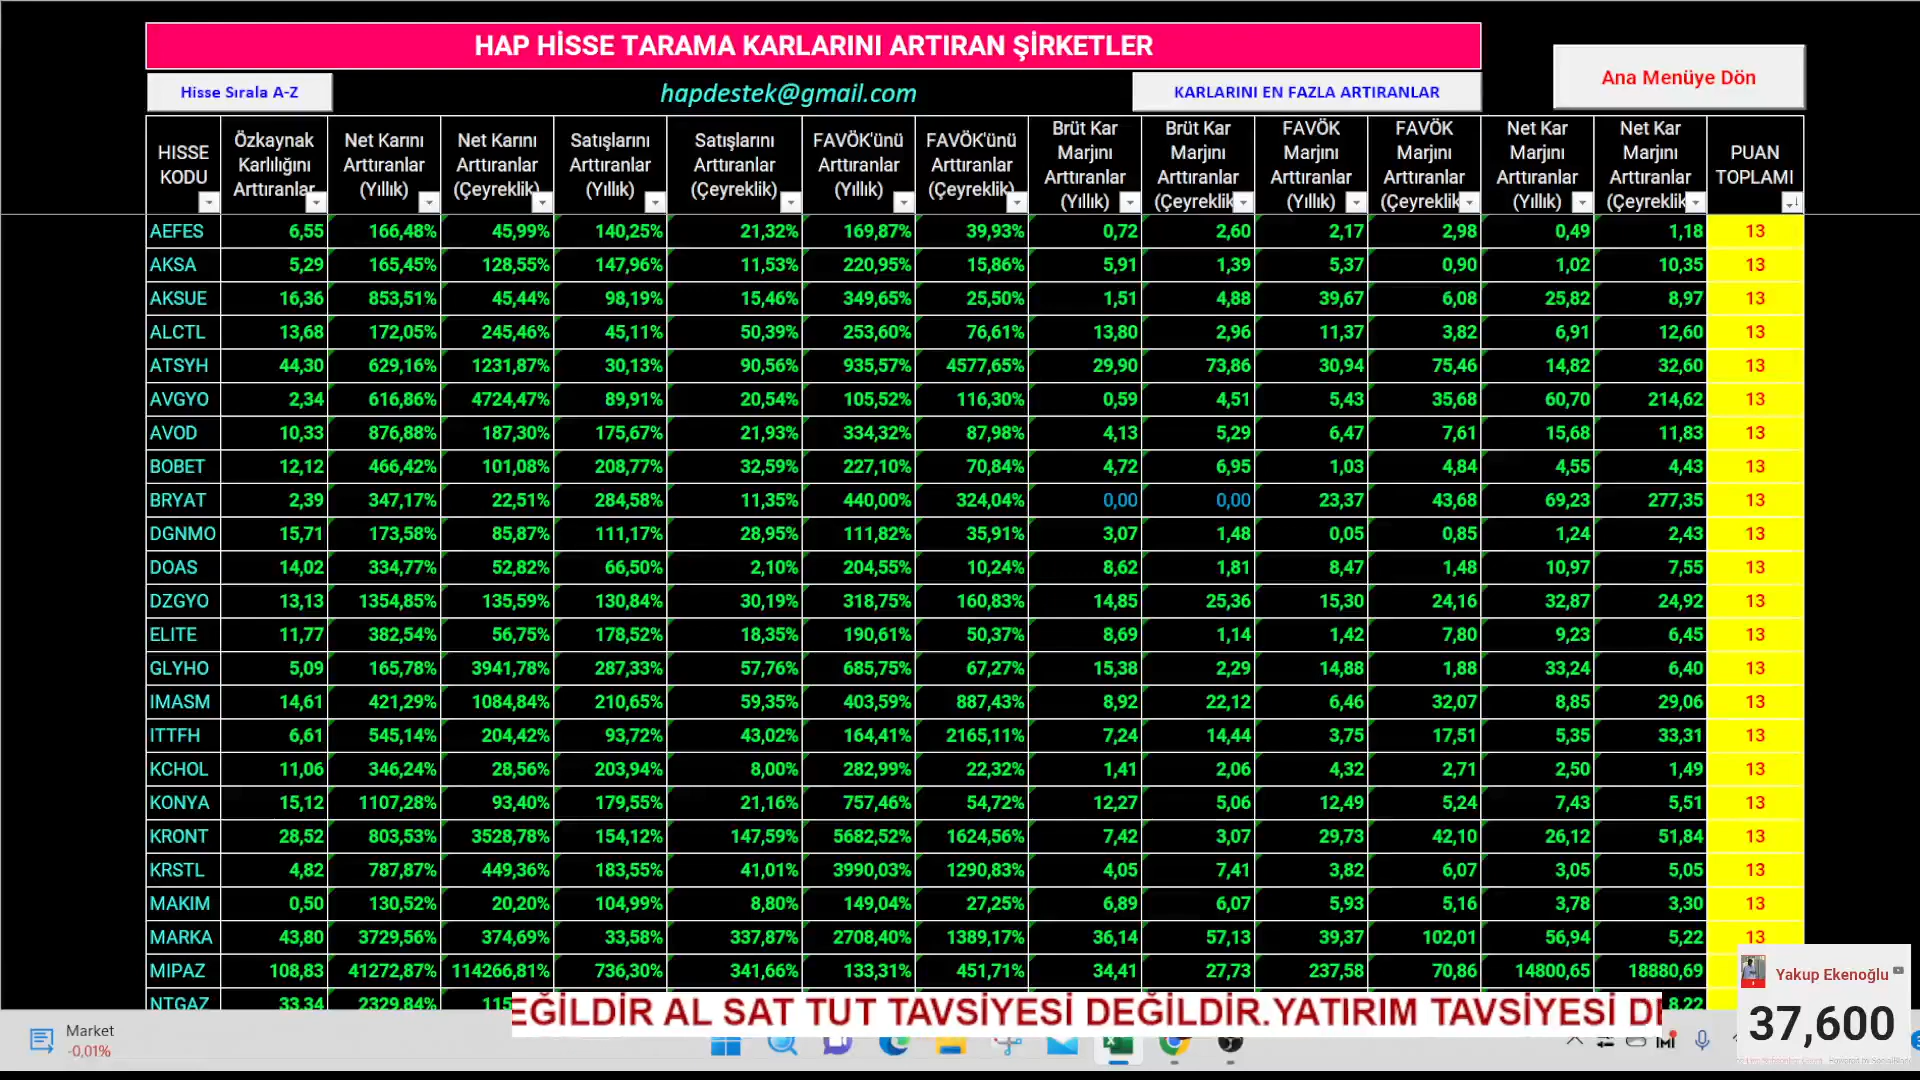 HAP HİSSE TARAMA KARLARINI ARTIRAN ŞİRKETLER
Ana Menüye Dön
Hisse Sırala A-Z
hapdestek@gmail.com
KARLARINI EN FAZLA ARTIRANLAR
HISSE KODU Özkaynak Karlılığını Arttıranlar Net Karını Arttıranlar (Yıllık) Net Karını Arttıranlar (Çeyreklik) Satışlarını Arttıranlar (Yıllık) Satışlarını Arttıranlar (Çeyreklik) FAVÖK'ünü Arttıranlar (Yıllık) FAVÖK'ünü Arttıranlar (Çeyreklik) Brüt Kar Marjını Arttıranlar (Yıllık) Brüt Kar Marjını Arttıranlar (Çeyreklik FAVÖK Marjını Arttıranlar (Yıllık) FAVÖK Marjını Arttıranlar (Çeyreklik Net Kar Marjını Arttıranlar (Yıllık) Net Kar Marjını Arttıranlar (Çeyreklik PUAN TOPLAMI
AEFES 6,55 166,48% 45,99% 140,25% 21,32% 169,87% 39,93% 0,72 2,60 2,17 2,98 0,49 1,18 13
AKSA 5,29 165,45% 128,55% 147,96% 11,53% 220,95% 15,86% 5,91 1,39 5,37 0,90 1,02 10,35 13
AKSUE 16,36 853,51% 45,44% 98,19% 15,46% 349,65% 25,50% 1,51 4,88 39,67 6,08 25,82 8,97 13
ALCTL 13,68 172,05% 245,46% 45,11% 50,39% 253,60% 76,61% 13,80 2,96 11,37 3,82 6,91 12,60 13
ATSYH 44,30 629,16% 1231,87% 30,13% 90,56% 935,57% 4577,65% 29,90 73,86 30,94 75,46 14,82 32,60 13
AVGYO 2,34 616,86% 4724,47% 89,91% 20,54% 105,52% 116,30% 0,59 4,51 5,43 35,68 60,70 214,62 13
AVOD 10,33 876,88% 187,30% 175,67% 21,93% 334,32% 87,98% 4,13 5,29 6,47 7,61 15,68 11,83 13
BOBET 12,12 466,42% 101,08% 208,77% 32,59% 227,10% 70,84% 4,72 6,95 1,03 4,84 4,55 4,43 13
BRYAT 2,39 347,17% 22,51% 284,58% 11,35% 440,00% 324,04% 0,00 0,00 23,37 43,68 69,23 277,35 13
DGNMO 15,71 173,58% 85,87% 111,17% 28,95% 111,82% 35,91% 3,07 1,48 0,05 0,85 1,24 2,43 13
DOAS 14,02 334,77% 52,82% 66,50% 2,10% 204,55% 10,24% 8,62 1,81 8,47 1,48 10,97 7,55 13
DZGYO 13,13 1354,85% 135,59% 130,84% 30,19% 318,75% 160,83% 14,85 25,36 15,30 24,16 32,87 24,92 13
ELITE 11,77 382,54% 56,75% 178,52% 18,35% 190,61% 50,37% 8,69 1,14 1,42 7,80 9,23 6,45 13
GLYHO 5,09 165,78% 3941,78% 287,33% 57,76% 685,75% 67,27% 15,38 2,29 14,88 1,88 33,24 6,40 13
IMASM 14,61 421,29% 1084,84% 210,65% 59,35% 403,59% 887,43% 8,92 22,12 6,46 32,07 8,85 29,06 13
ITTFH 6,61 545,14% 204,42% 93,72% 43,02% 164,41% 2165,11% 7,24 14,44 3,75 17,51 5,35 33,31 13
KCHOL 11,06 346,24% 28,56% 203,94% 8,00% 282,99% 22,32% 1,41 2,06 4,32 2,71 2,50 1,49 13
KONYA 15,12 1107,28% 93,40% 179,55% 21,16% 757,46% 54,72% 12,27 5,06 12,49 5,24 7,43 5,51 13
KRONT 28,52 803,53% 3528,78% 154,12% 147,59% 5682,52% 1624,56% 7,42 3,07 29,73 42,10 26,12 51,84 13
KRSTL 4,82 787,87% 449,36% 183,55% 41,01% 3990,03% 1290,83% 4,05 7,41 3,82 6,07 3,05 5,05 13
MAKIM 0,50 130,52% 20,20% 104,99% 8,80% 149,04% 27,25% 6,89 6,07 5,93 5,16 3,78 3,30 13
MARKA 43,80 3729,56% 374,69% 33,58% 337,87% 2708,40% 1389,17% 36,14 57,13 39,37 102,01 56,94 5,22 13
MIPAZ 108,83 41272,87% 114266,81% 736,30% 341,66% 133,31% 451,71% 34,41 27,73 237,58 70,86 14800,65 18880,69
NTGAZ 33,34 2329,84% 115 8,22
EĞİLDİR AL SAT TUT TAVSİYESİ DEĞİLDİR.YATIRIM TAVSİYESİ D
Yakup Ekenoğlu
37,600
Market
-0,01%